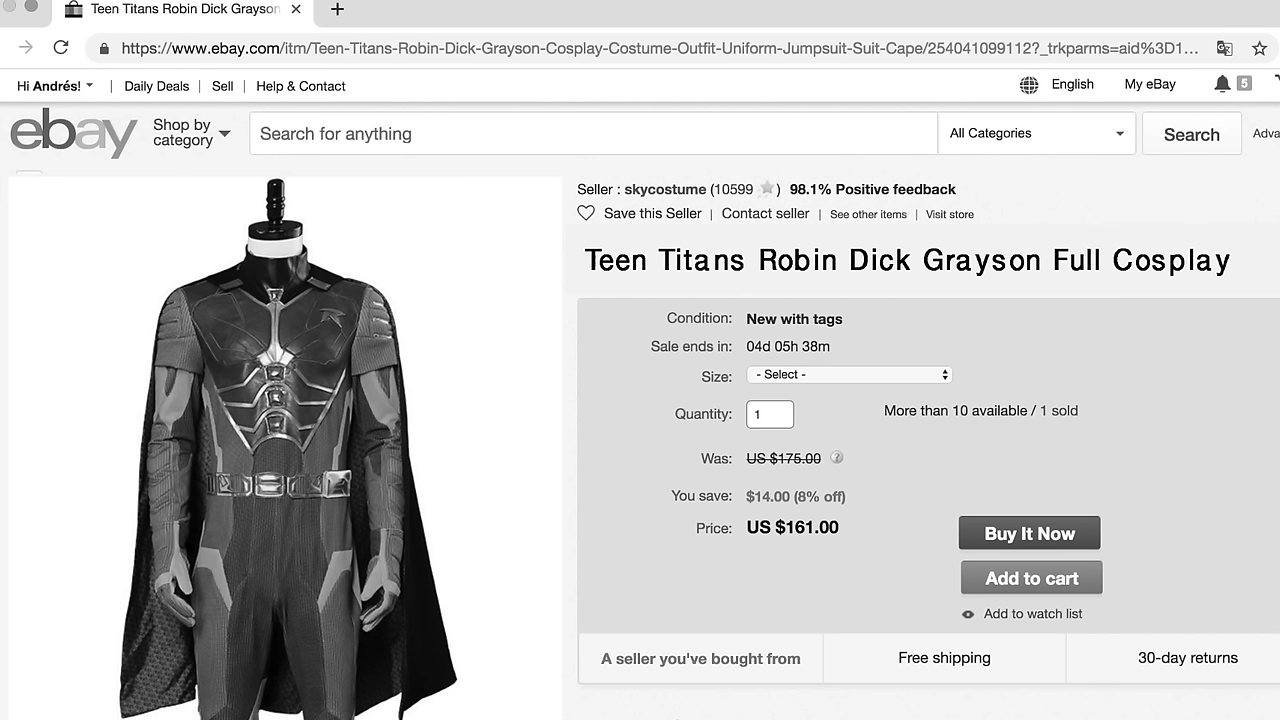 Teen Titans Robin Dick Grayson
https://www.ebay.com/itm/Teen-Titans-Robin-Dick-Grayson-Cosplay-Costume-Outfit-Uniform-Jumpsuit-Suit-Cape/254041099112?_trkparms=aid%3D1...
Hi Andrés! | Daily Deals | Sell | Help & Contact English My eBay 5
ebay Shop by category Search for anything All Categories Search Adva
Seller : skycostume (10599 ) 98.1% Positive feedback
Save this Seller | Contact seller | See other items | Visit store
Teen Titans Robin Dick Grayson Full Cosplay
Condition: New with tags
Sale ends in: 04d 05h 38m
Size: - Select -
Quantity: 1 More than 10 available / 1 sold
Was: US $175.00 ?
You save: $14.00 (8% off)
Price: US $161.00
Buy It Now
Add to cart
Add to watch list
A seller you've bought from Free shipping 30-day returns
R